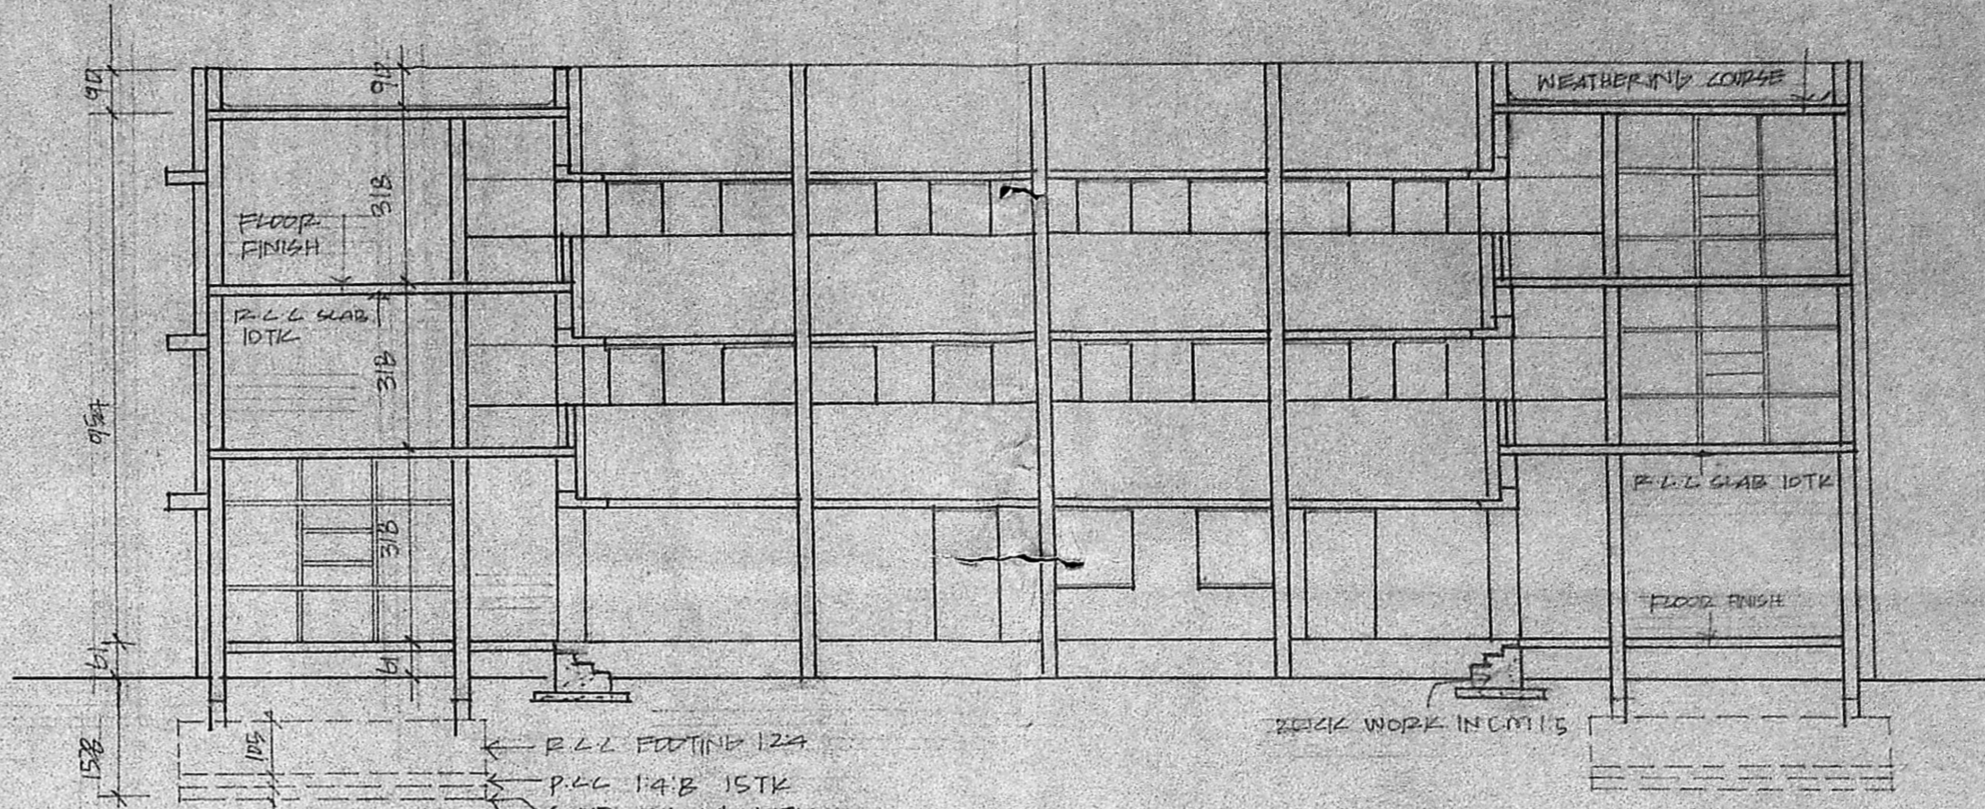 90
90
WEATHERING COURSE
318
FLOOR
FINISH
R.C.C SLAB
10TK
318
954
R.C.C SLAB 10TK
318
FLOOR FINISH
61
61
BRICK WORK IN CM 1:5
R.C.C FOOTING 1:2:4
105
158
P.C.C 1:4:8 15TK